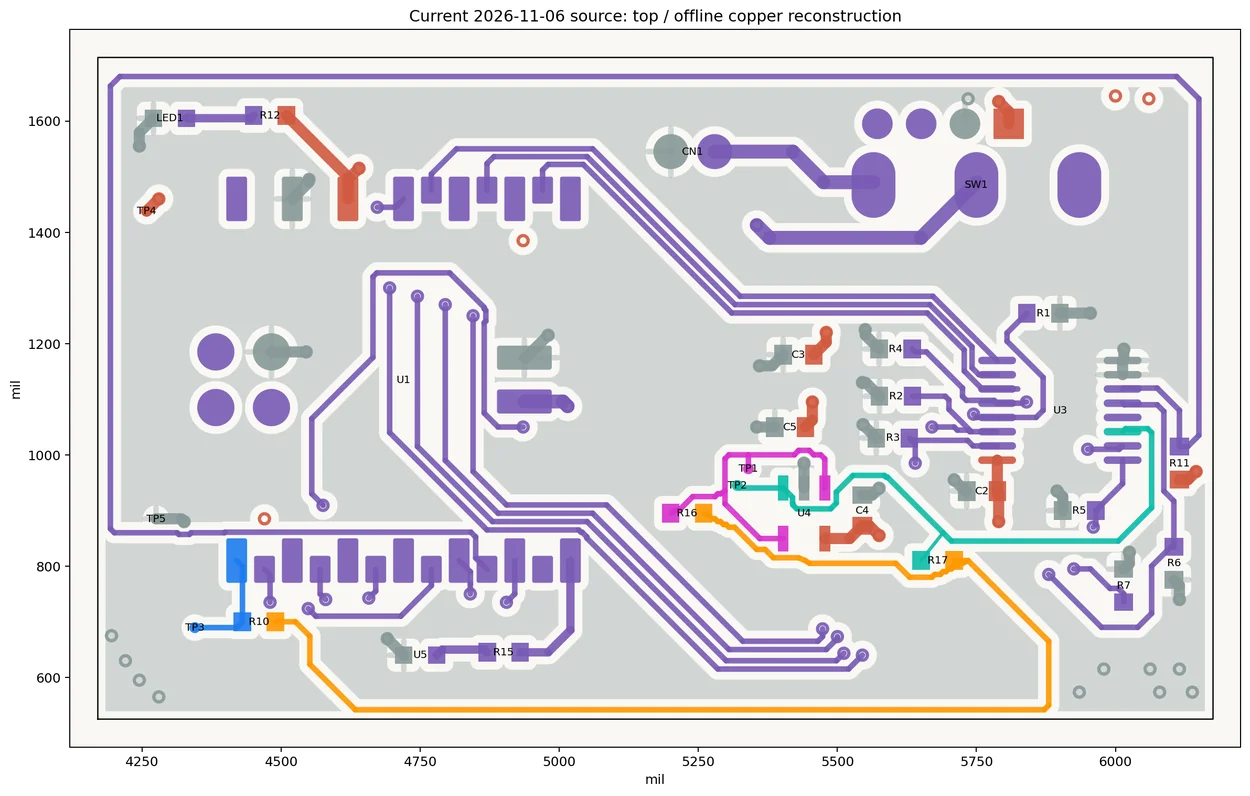 Current 2026-11-06 source: top / offline copper reconstruction
1600
1400
1200
1000
800
600
mil
LED1
R12
CN1
SW1
TP4
R1
C3
R4
U1
R2
U3
C5
R3
TP1
R11
TP2
C2
R16
U4
C4
R5
TP5
R17
R6
R7
TP3
R10
U5
R15
4250
4500
4750
5000
5250
5500
5750
6000
mil